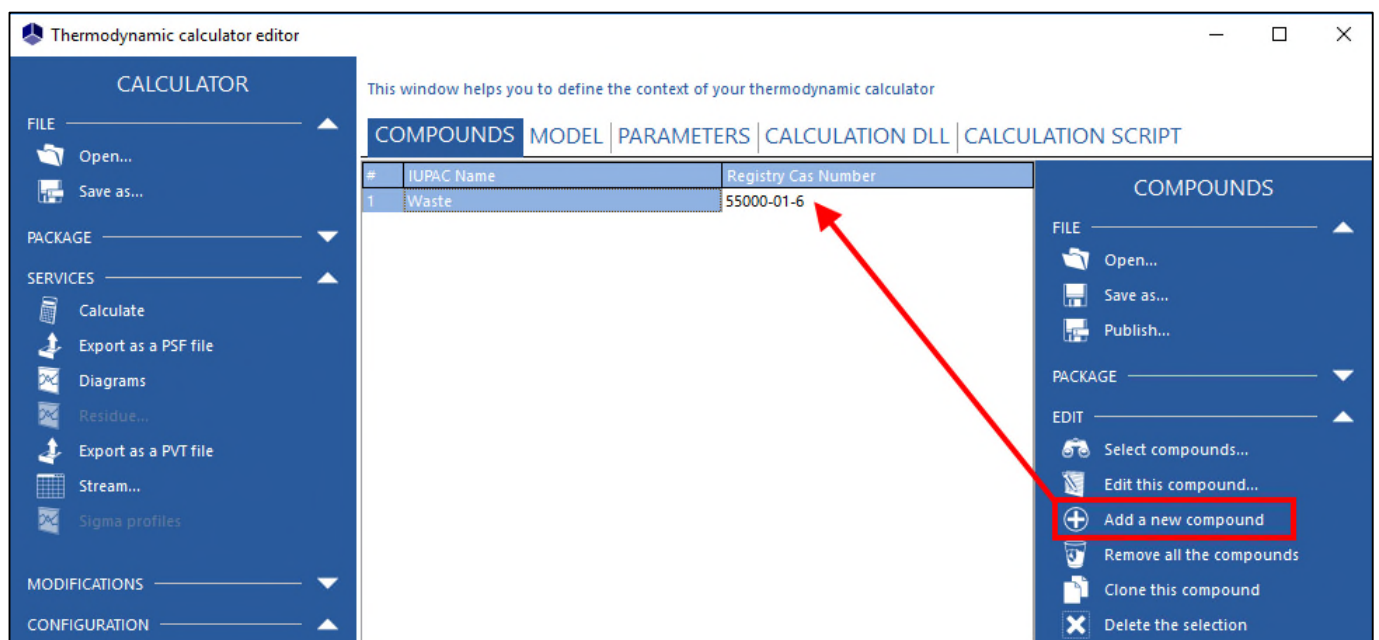 Thermodynamic calculator editor
CALCULATOR
FILE
Open...
Save as...
PACKAGE
SERVICES
Calculate
Export as a PSF file
Diagrams
Residue...
Export as a PVT file
Stream...
Sigma profiles
MODIFICATIONS
CONFIGURATION
This window helps you to define the context of your thermodynamic calculator
COMPOUNDS MODEL PARAMETERS CALCULATION DLL CALCULATION SCRIPT
# IUPAC Name Registry Cas Number
1 Waste 55000-01-6
COMPOUNDS
FILE
Open...
Save as...
Publish...
PACKAGE
EDIT
Select compounds...
Edit this compound...
Add a new compound
Remove all the compounds
Clone this compound
Delete the selection